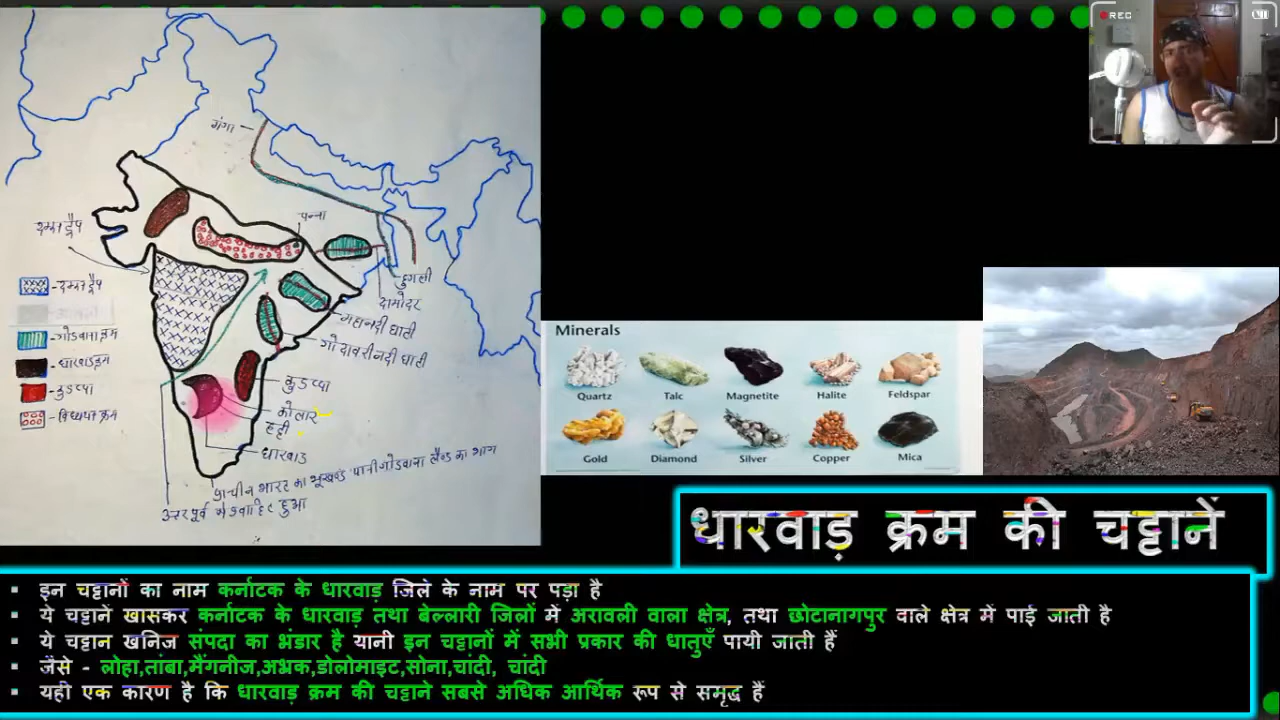 REC
गंगा
पन्ना
दक्कन ट्रैप
हुगली
दामोदर
-दक्कन ट्रैप
महानदी घाटी
-गोंडवाना क्रम
गोदावरी नदी घाटी
-धारवाड़ क्रम
कुडप्पा
-कुडप्पा
कोलार
हट्टी
-विंध्यन क्रम
धारवाड़
प्राचीन भारत का भूखण्ड यानी गोंडवाना लैण्ड का भाग
उत्तर पूर्व में प्रवाहित हुआ
Minerals
Quartz Talc Magnetite Halite Feldspar
Gold Diamond Silver Copper Mica
धारवाड़ क्रम की चट्टानें
▪ इन चट्टानों का नाम कर्नाटक के धारवाड़ जिले के नाम पर पड़ा है
▪ ये चट्टानें खासकर कर्नाटक के धारवाड़ तथा बेल्लारी जिलों में अरावली वाला क्षेत्र, तथा छोटानागपुर वाले क्षेत्र में पाई जाती है
▪ ये चट्टान खनिज संपदा का भंडार है यानी इन चट्टानों में सभी प्रकार की धातुएँ पायी जाती हैं
▪ जैसे - लोहा,तांबा,मैंगनीज,अभ्रक,डोलोमाइट,सोना,चांदी, चांदी
▪ यही एक कारण है कि धारवाड़ क्रम की चट्टाने सबसे अधिक आर्थिक रूप से समृद्ध हैं